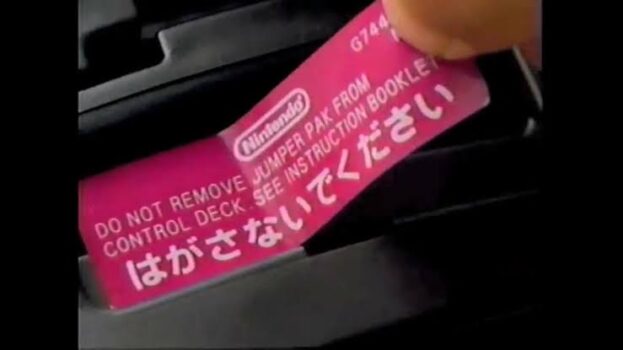 G744
Nintendo
DO NOT REMOVE JUMPER PAK FROM
CONTROL DECK. SEE INSTRUCTION BOOKLET
はがさないでください